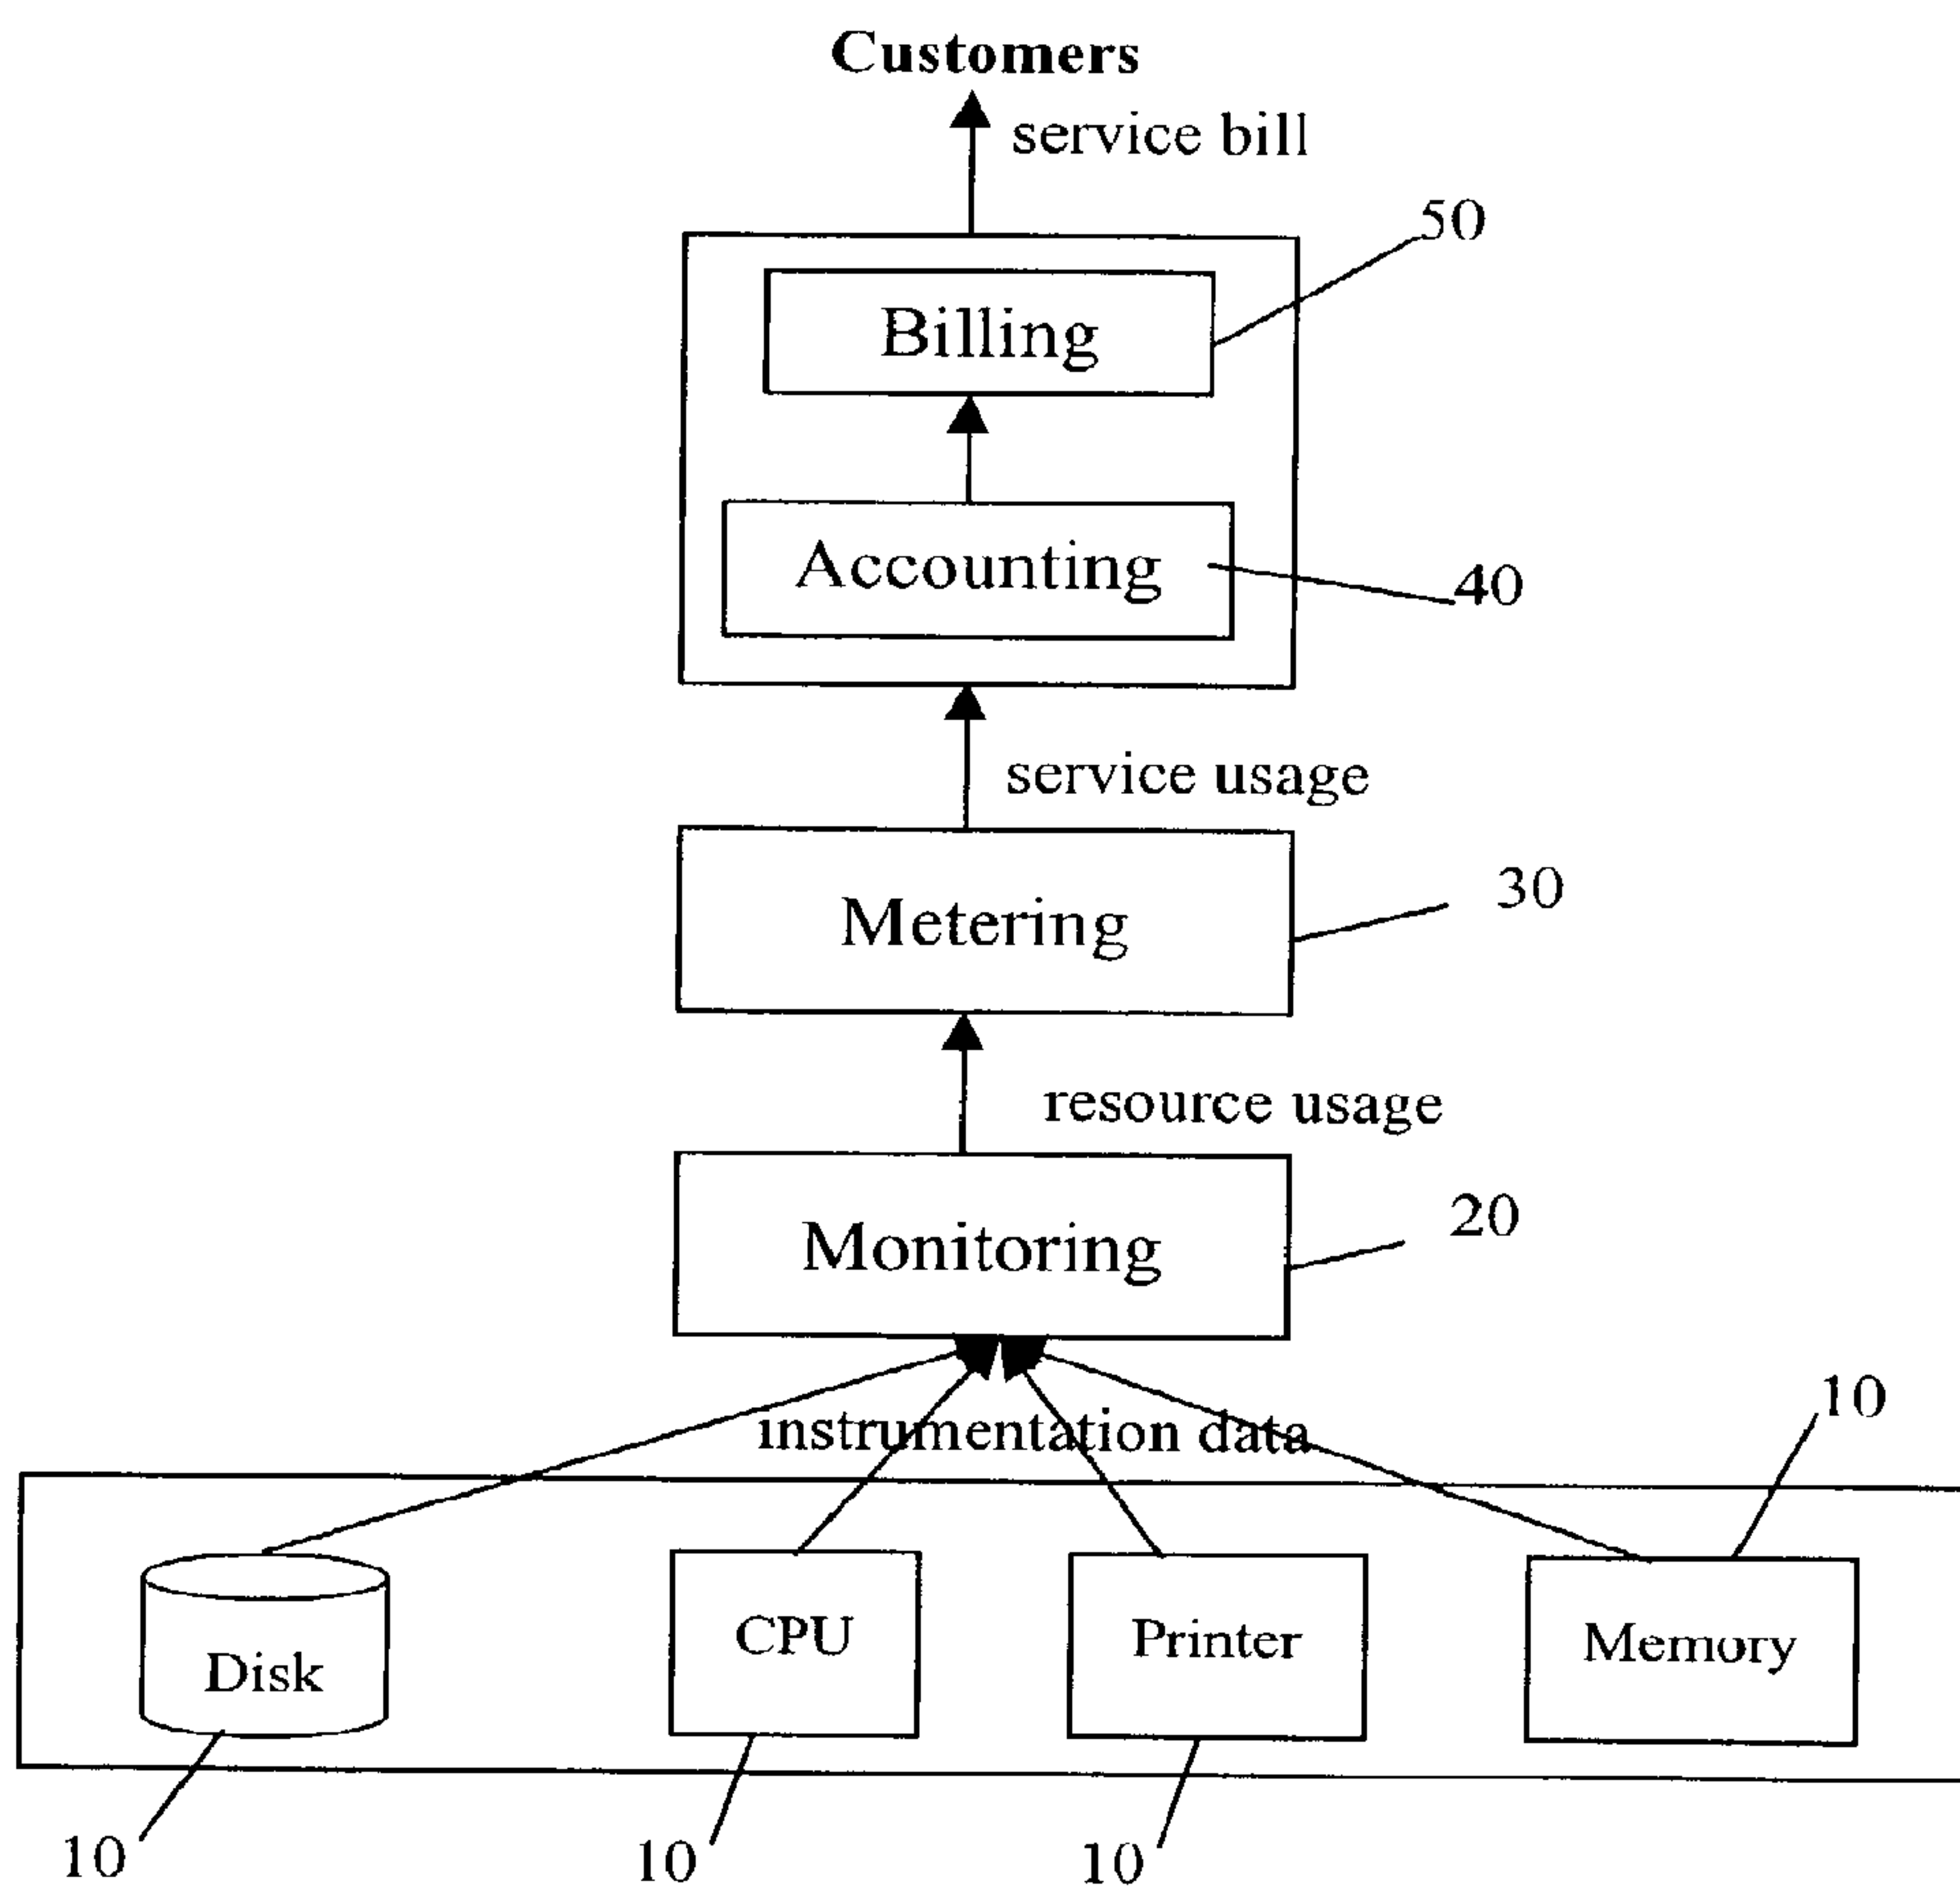 Customers
service bill
50
Billing
Accounting
40
service usage
30
Metering
resource usage
20
Monitoring
10
instrumentation data
CPU
Printer
Memory
Disk
10
10
10